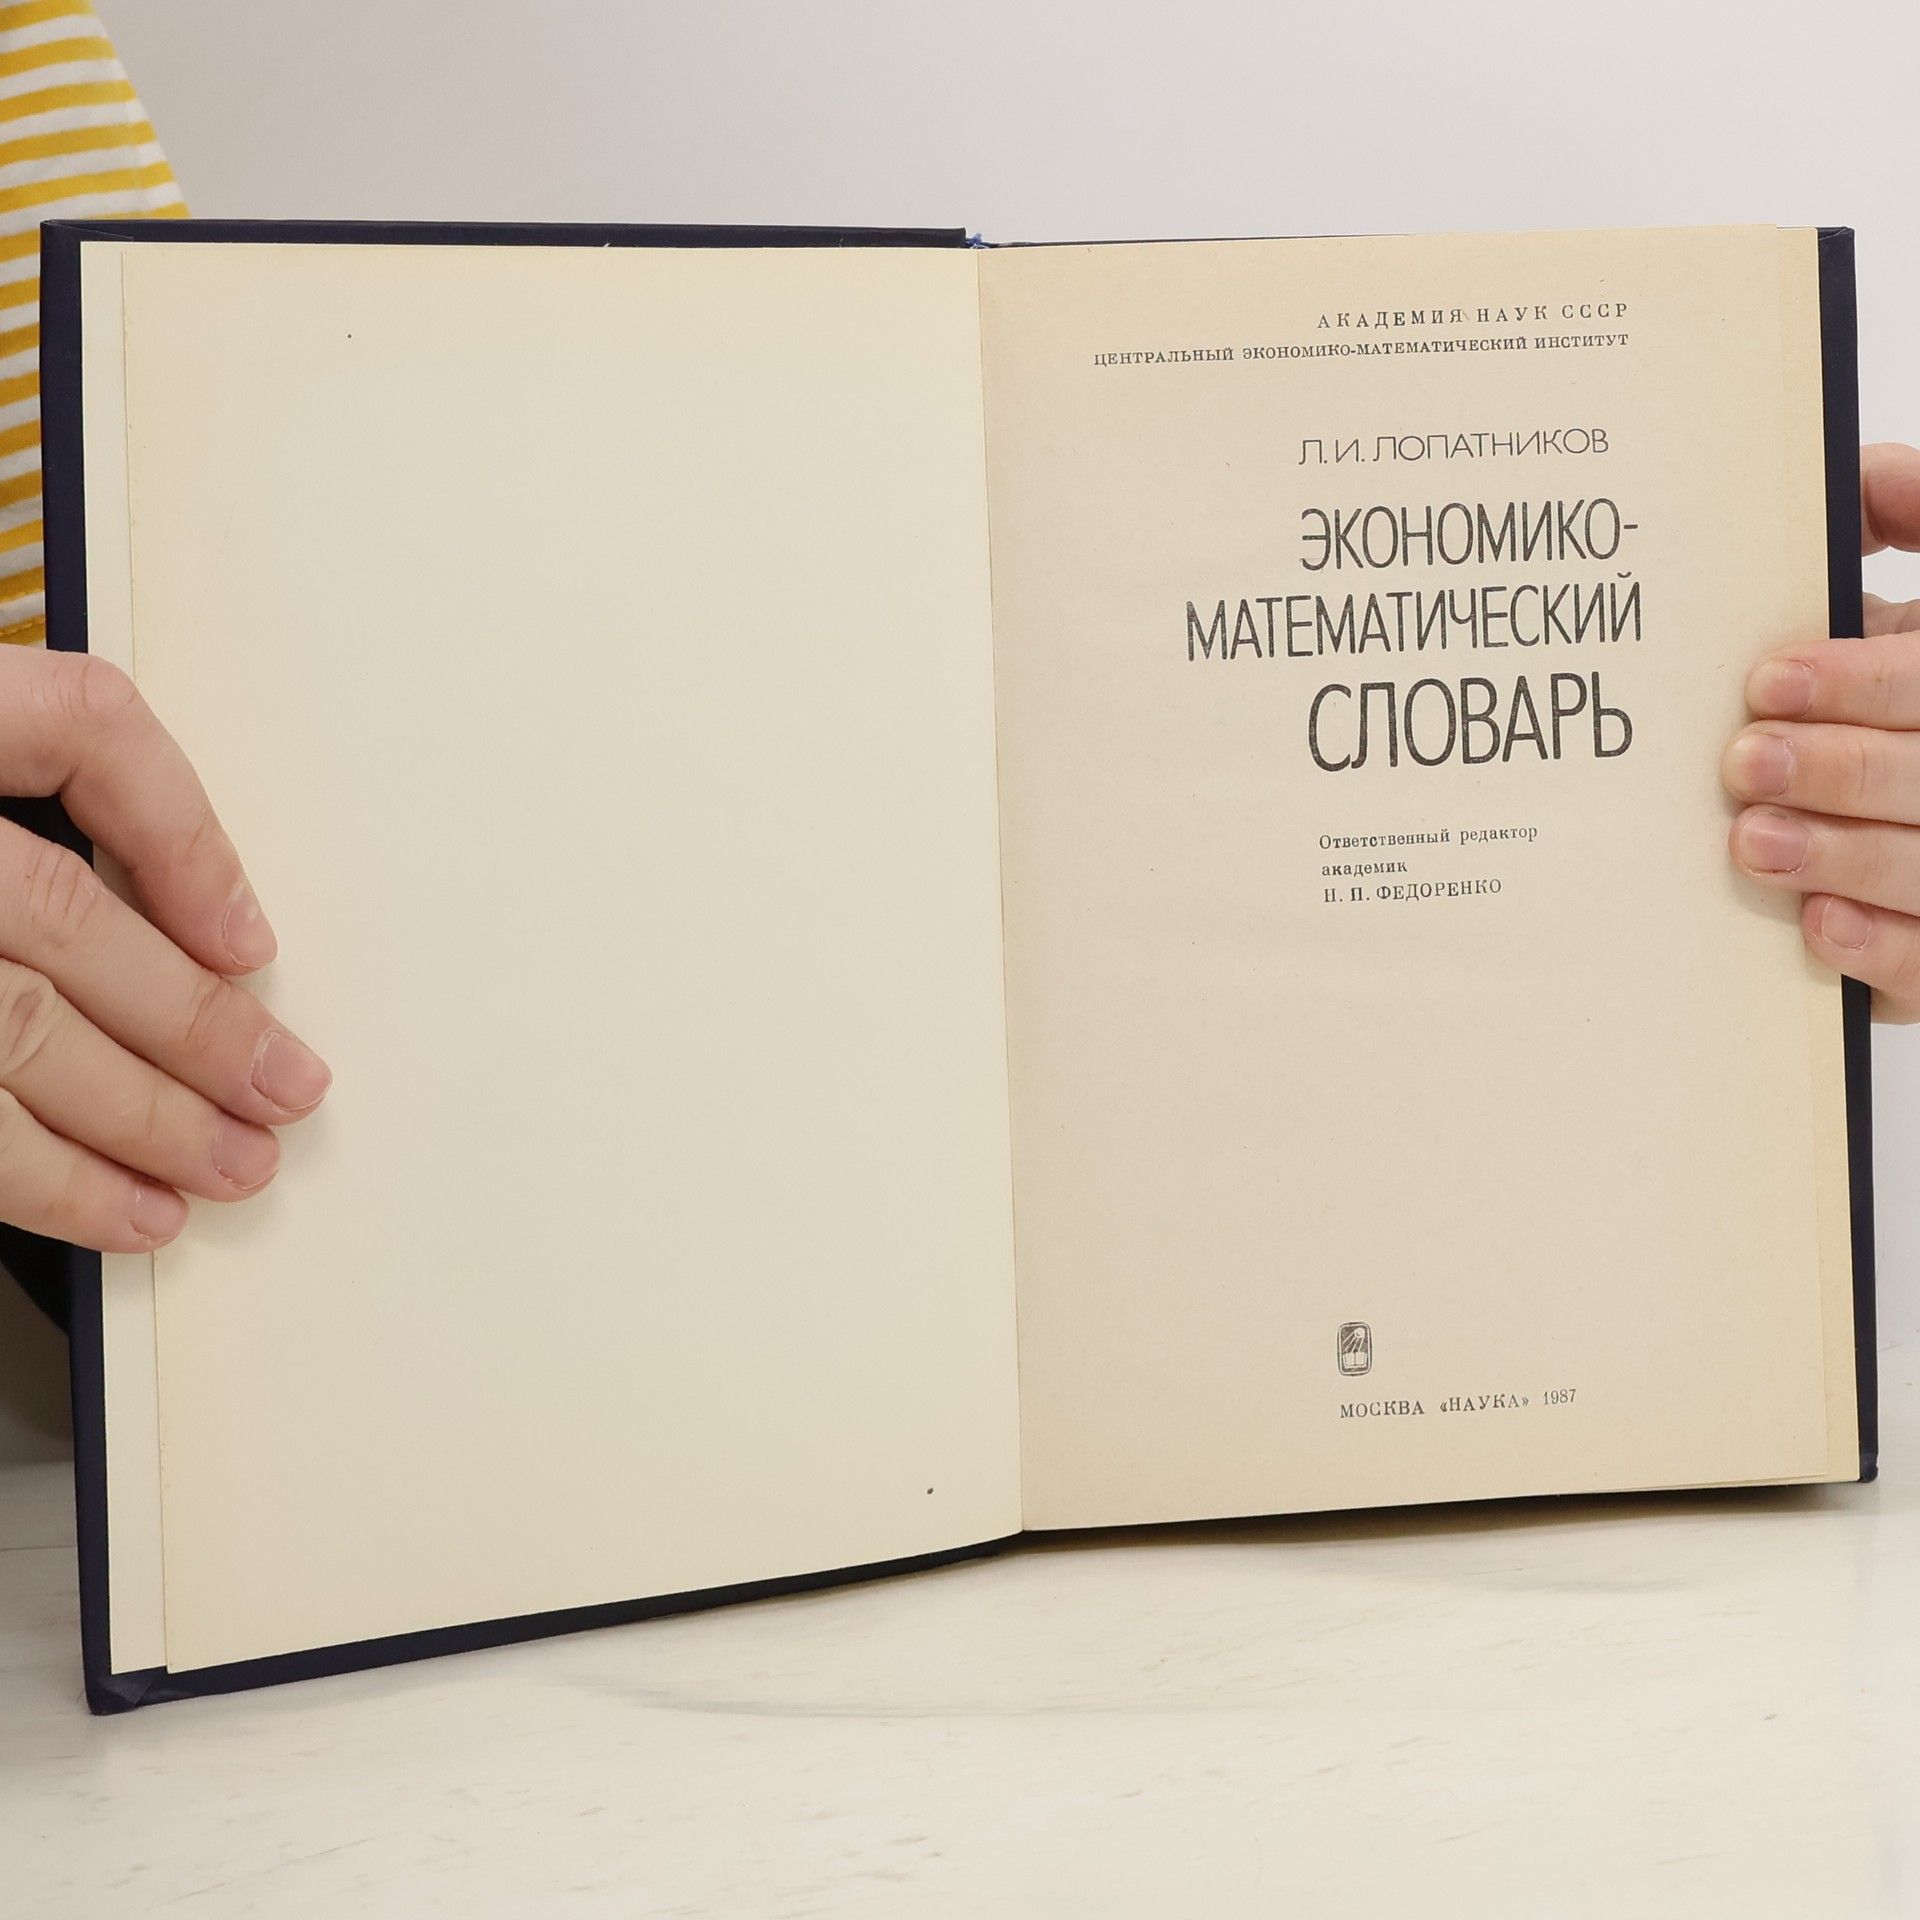 АКАДЕМИЯ НАУК СССР
ЦЕНТРАЛЬНЫЙ ЭКОНОМИКО-МАТЕМАТИЧЕСКИЙ ИНСТИТУТ
Л. И. ЛОПАТНИКОВ
ЭКОНОМИКО-
МАТЕМАТИЧЕСКИЙ
СЛОВАРЬ
Ответственный редактор
академик
Н. П. ФЕДОРЕНКО
МОСКВА «НАУКА» 1987